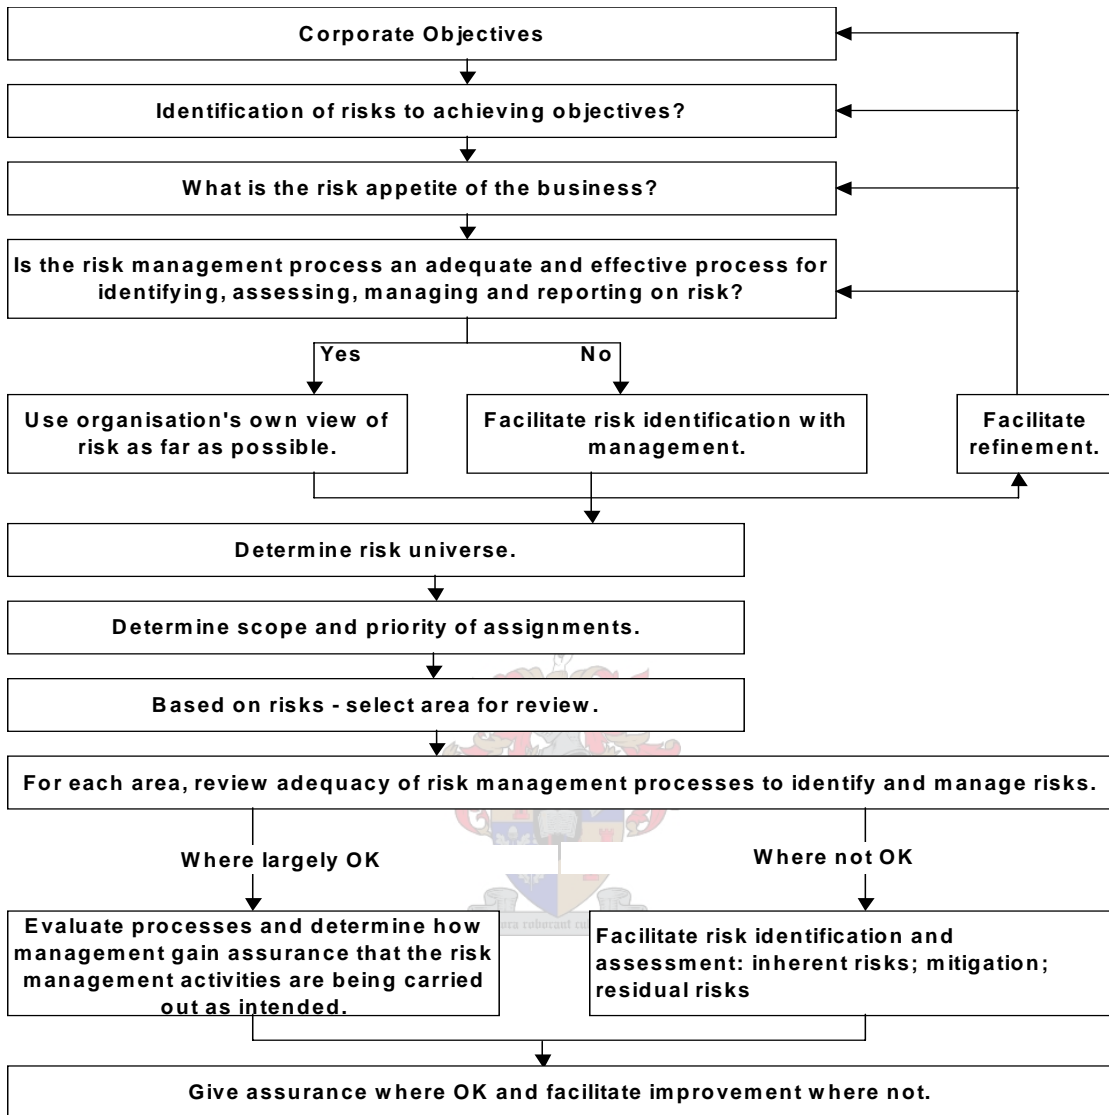 Corporate Objectives
Identification of risks to achieving objectives?
What is the risk appetite of the business?
Is the risk management process an adequate and effective process for
identifying, assessing, managing and reporting on risk?
Yes
No
Use organisation's own view of
risk as far as possible.
Facilitate risk identification with
management.
Facilitate
refinement.
Determine risk universe.
Determine scope and priority of assignments.
Based on risks - select area for review.
For each area, review adequacy of risk management processes to identify and manage risks.
Where largely OK
Where not OK
Evaluate processes and determine how
management gain assurance that the risk
management activities are being carried
out as intended.
Facilitate risk identification and
assessment: inherent risks; mitigation;
residual risks
roborant
Give assurance where OK and facilitate improvement where not.